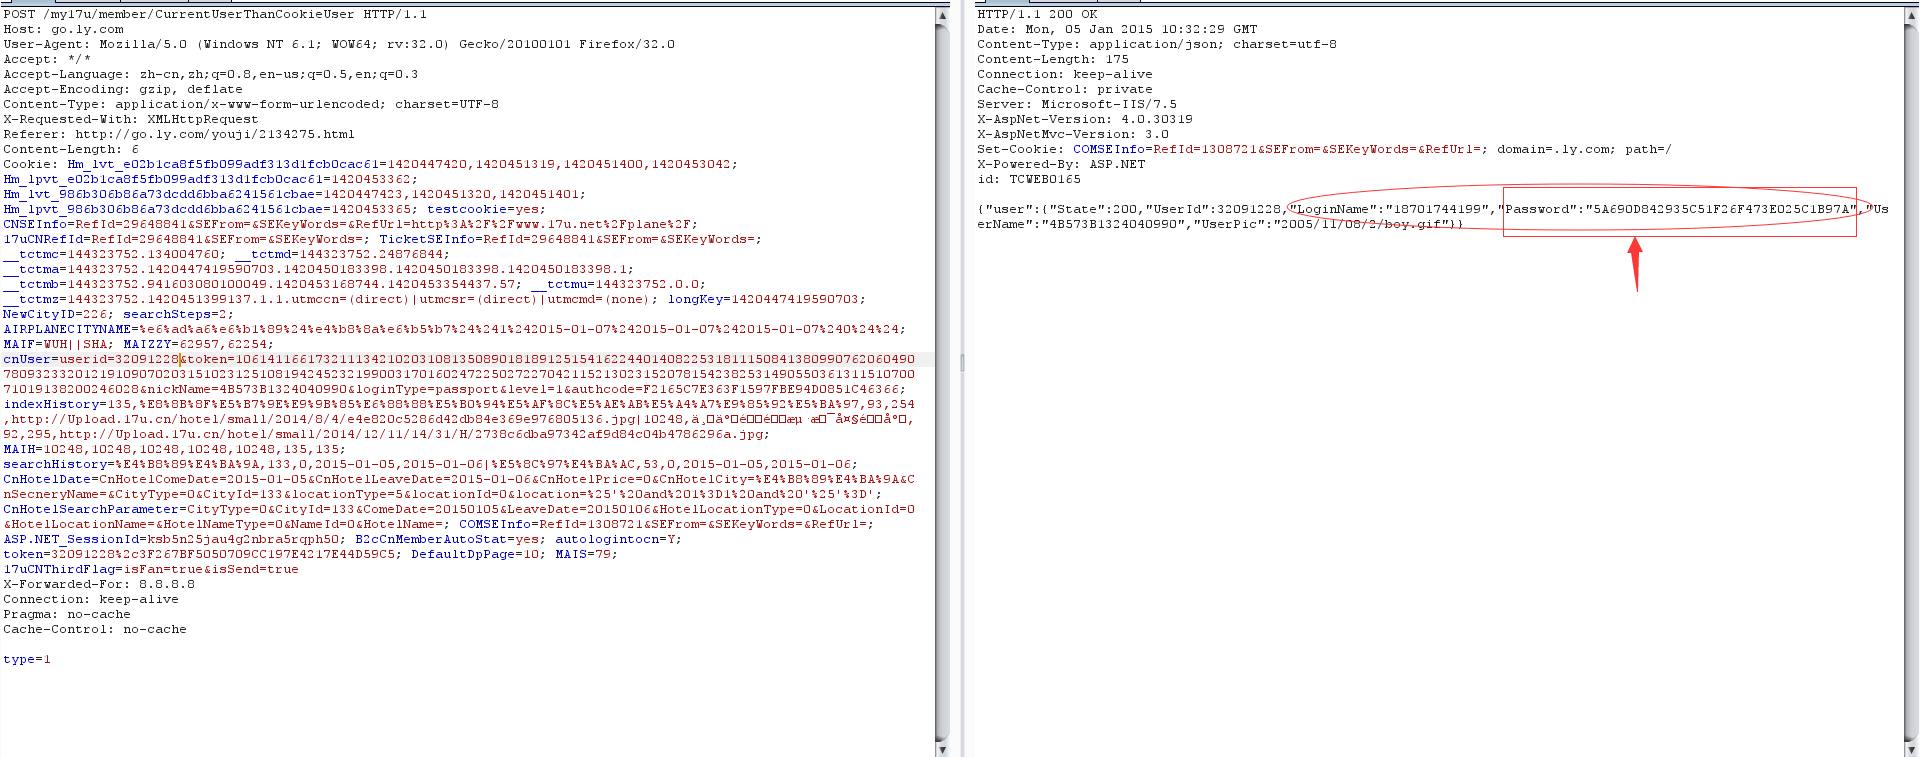 POST /my17u/member/CurrentUserThanCookieUser HTTP/1.1
Host: go.ly.com
User-Agent: Mozilla/5.0 (Windows NT 6.1; WOW64; rv:32.0) Gecko/20100101 Firefox/32.0
Accept: */*
Accept-Language: zh-cn,zh;q=0.8,en-us;q=0.5,en;q=0.3
Accept-Encoding: gzip, deflate
Content-Type: application/x-www-form-urlencoded; charset=UTF-8
X-Requested-With: XMLHttpRequest
Referer: http://go.ly.com/youji/2134275.html
Content-Length: 6
Cookie: Hm_lvt_e02b1ca8f5fb099adf313d1fcb0cac61=1420447420,1420451319,1420451400,1420453042;
Hm_lpvt_e02b1ca8f5fb099adf313d1fcb0cac61=1420453362;
Hm_lvt_986b306b86a73dcdd6bba6241561cbae=1420447423,1420451320,1420451401;
Hm_lpvt_986b306b86a73dcdd6bba6241561cbae=1420453365; testcookie=yes;
CNSEInfo=RefId=29648841&SEFrom=&SEKeyWords=&RefUrl=http%3A%2F%2Fwww.17u.net%2Fplane%2F;
17uCNRefId=RefId=29648841&SEFrom=&SEKeyWords=; TicketSEInfo=RefId=29648841&SEFrom=&SEKeyWords=;
__tctmc=144323752.134004760; __tctmd=144323752.24876844;
__tctma=144323752.1420447419590703.1420450183398.1420450183398.1420450183398.1;
__tctmb=144323752.941603080100049.1420453168744.1420453354437.57; __tctmu=144323752.0.0;
__tctmz=144323752.1420451399137.1.1.utmccn=(direct)|utmcsr=(direct)|utmcmd=(none); longKey=1420447419590703;
NewCityID=226; searchSteps=2;
AIRPLANECITYNAME=%e6%ad%a6%e6%b1%89%24%e4%b8%8a%e6%b5%b7%24%241%242015-01-07%242015-01-07%242015-01-07%240%24%24;
MAIF=WUH||SHA; MAIZZY=62957,62254;
cnUser=userid=32091228&token=1061411661732111342102031081350890181891251541622440140822531811150841380990762060490
7809323320121910907020315102312510819424523219900317016024722502722704211521302315207815423825314905503613115107 00
71019138200246028&nickName=4B573B1324040990&loginType=passport&level=1&authcode=F2165C7E363F1597FBE94D0851C46366;
indexHistory=135,%E8%8B%8F%E5%B7%9E%E9%9B%85%E6%88%88%E5%B0%94%E5%AF%8C%E5%AE%AB%E5%A4%A7%E9%85%92%E5%BA%97,93,254
,http://Upload.17u.cn/hotel/small/2014/8/4/e4e820c5286d42db84e369e976805136.jpg|10248,
92,295,http://Upload.17u.cn/hotel/small/2014/12/11/14/31/H/2738c6dba97342af9d84c04b4786296a.jpg;
MAIH=10248,10248,10248,10248,10248,135,135;
searchHistory=%E4%B8%89%E4%BA%9A,133,0,2015-01-05,2015-01-06|%E5%8C%97%E4%BA%AC,53,0,2015-01-05,2015-01-06;
CnHotelDate=CnHotelComeDate=2015-01-05&CnHotelLeaveDate=2015-01-06&CnHotelPrice=0&CnHotelCity=%E4%B8%89%E4%BA%9A&C
nSecneryName=&CityType=0&CityId=133&locationType=5&locationId=0&location=%25'%20and%201%3D1%20and%20'%25'%3D';
CnHotelSearchParameter=CityType=0&CityId=133&ComeDate=20150105&LeaveDate=20150106&HotelLocationType=0&LocationId=0
&HotelLocationName=&HotelNameType=0&NameId=0&HotelName=; COMSEInfo=RefId=1308721&SEFrom=&SEKeyWords=&RefUrl=;
ASP.NET_SessionId=ksb5n25jau4g2nbra5rqph50; B2cCnMemberAutoStat=yes; autologintocn=Y;
token=32091228%2c3F267BF5050709CC197E4217E44D59C5; DefaultDpPage=10; MAIS=79;
17uCNThirdFlag=isFan=true&isSend=true
X-Forwarded-For: 8.8.8.8
Connection: keep-alive
Pragma: no-cache
Cache-Control: no-cache
type=1
HTTP/1.1 200 OK
Date: Mon, 05 Jan 2015 10:32:29 GMT
Content-Type: application/json; charset=utf-8
Content-Length: 175
Connection: keep-alive
Cache-Control: private
Server: Microsoft-IIS/7.5
X-AspNet-Version: 4.0.30319
X-AspNetMvc-Version: 3.0
Set-Cookie: COMSEInfo=RefId=1308721&SEFrom=&SEKeyWords=&RefUrl=; domain=.ly.com; path=/
X-Powered-By: ASP.NET
id: TCWEB0165
{"user":{"State":200,"UserId":32091228,"LoginName":"18701744199","Password":"5A690D842935C51F26F473E025C1B97A","Us
erName":"4B573B1324040990","UserPic":"2005/11/08/2/boy.gif"}}